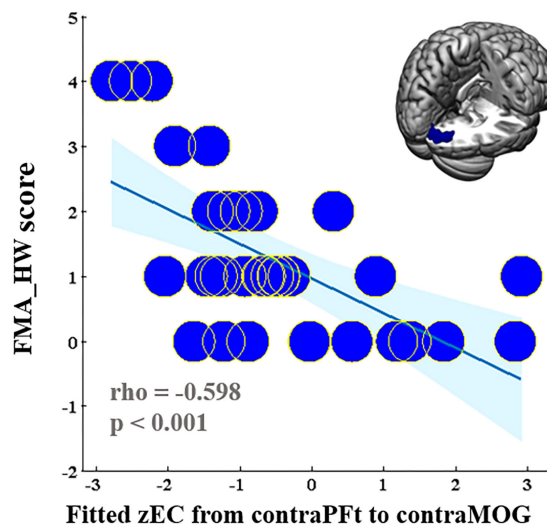 5
4
3
2
1
0
-1
-2
FMA_HW score
rho = -0.598
p < 0.001
-3 -2 -1 0 1 2 3
Fitted zEC from contraPFt to contraMOG